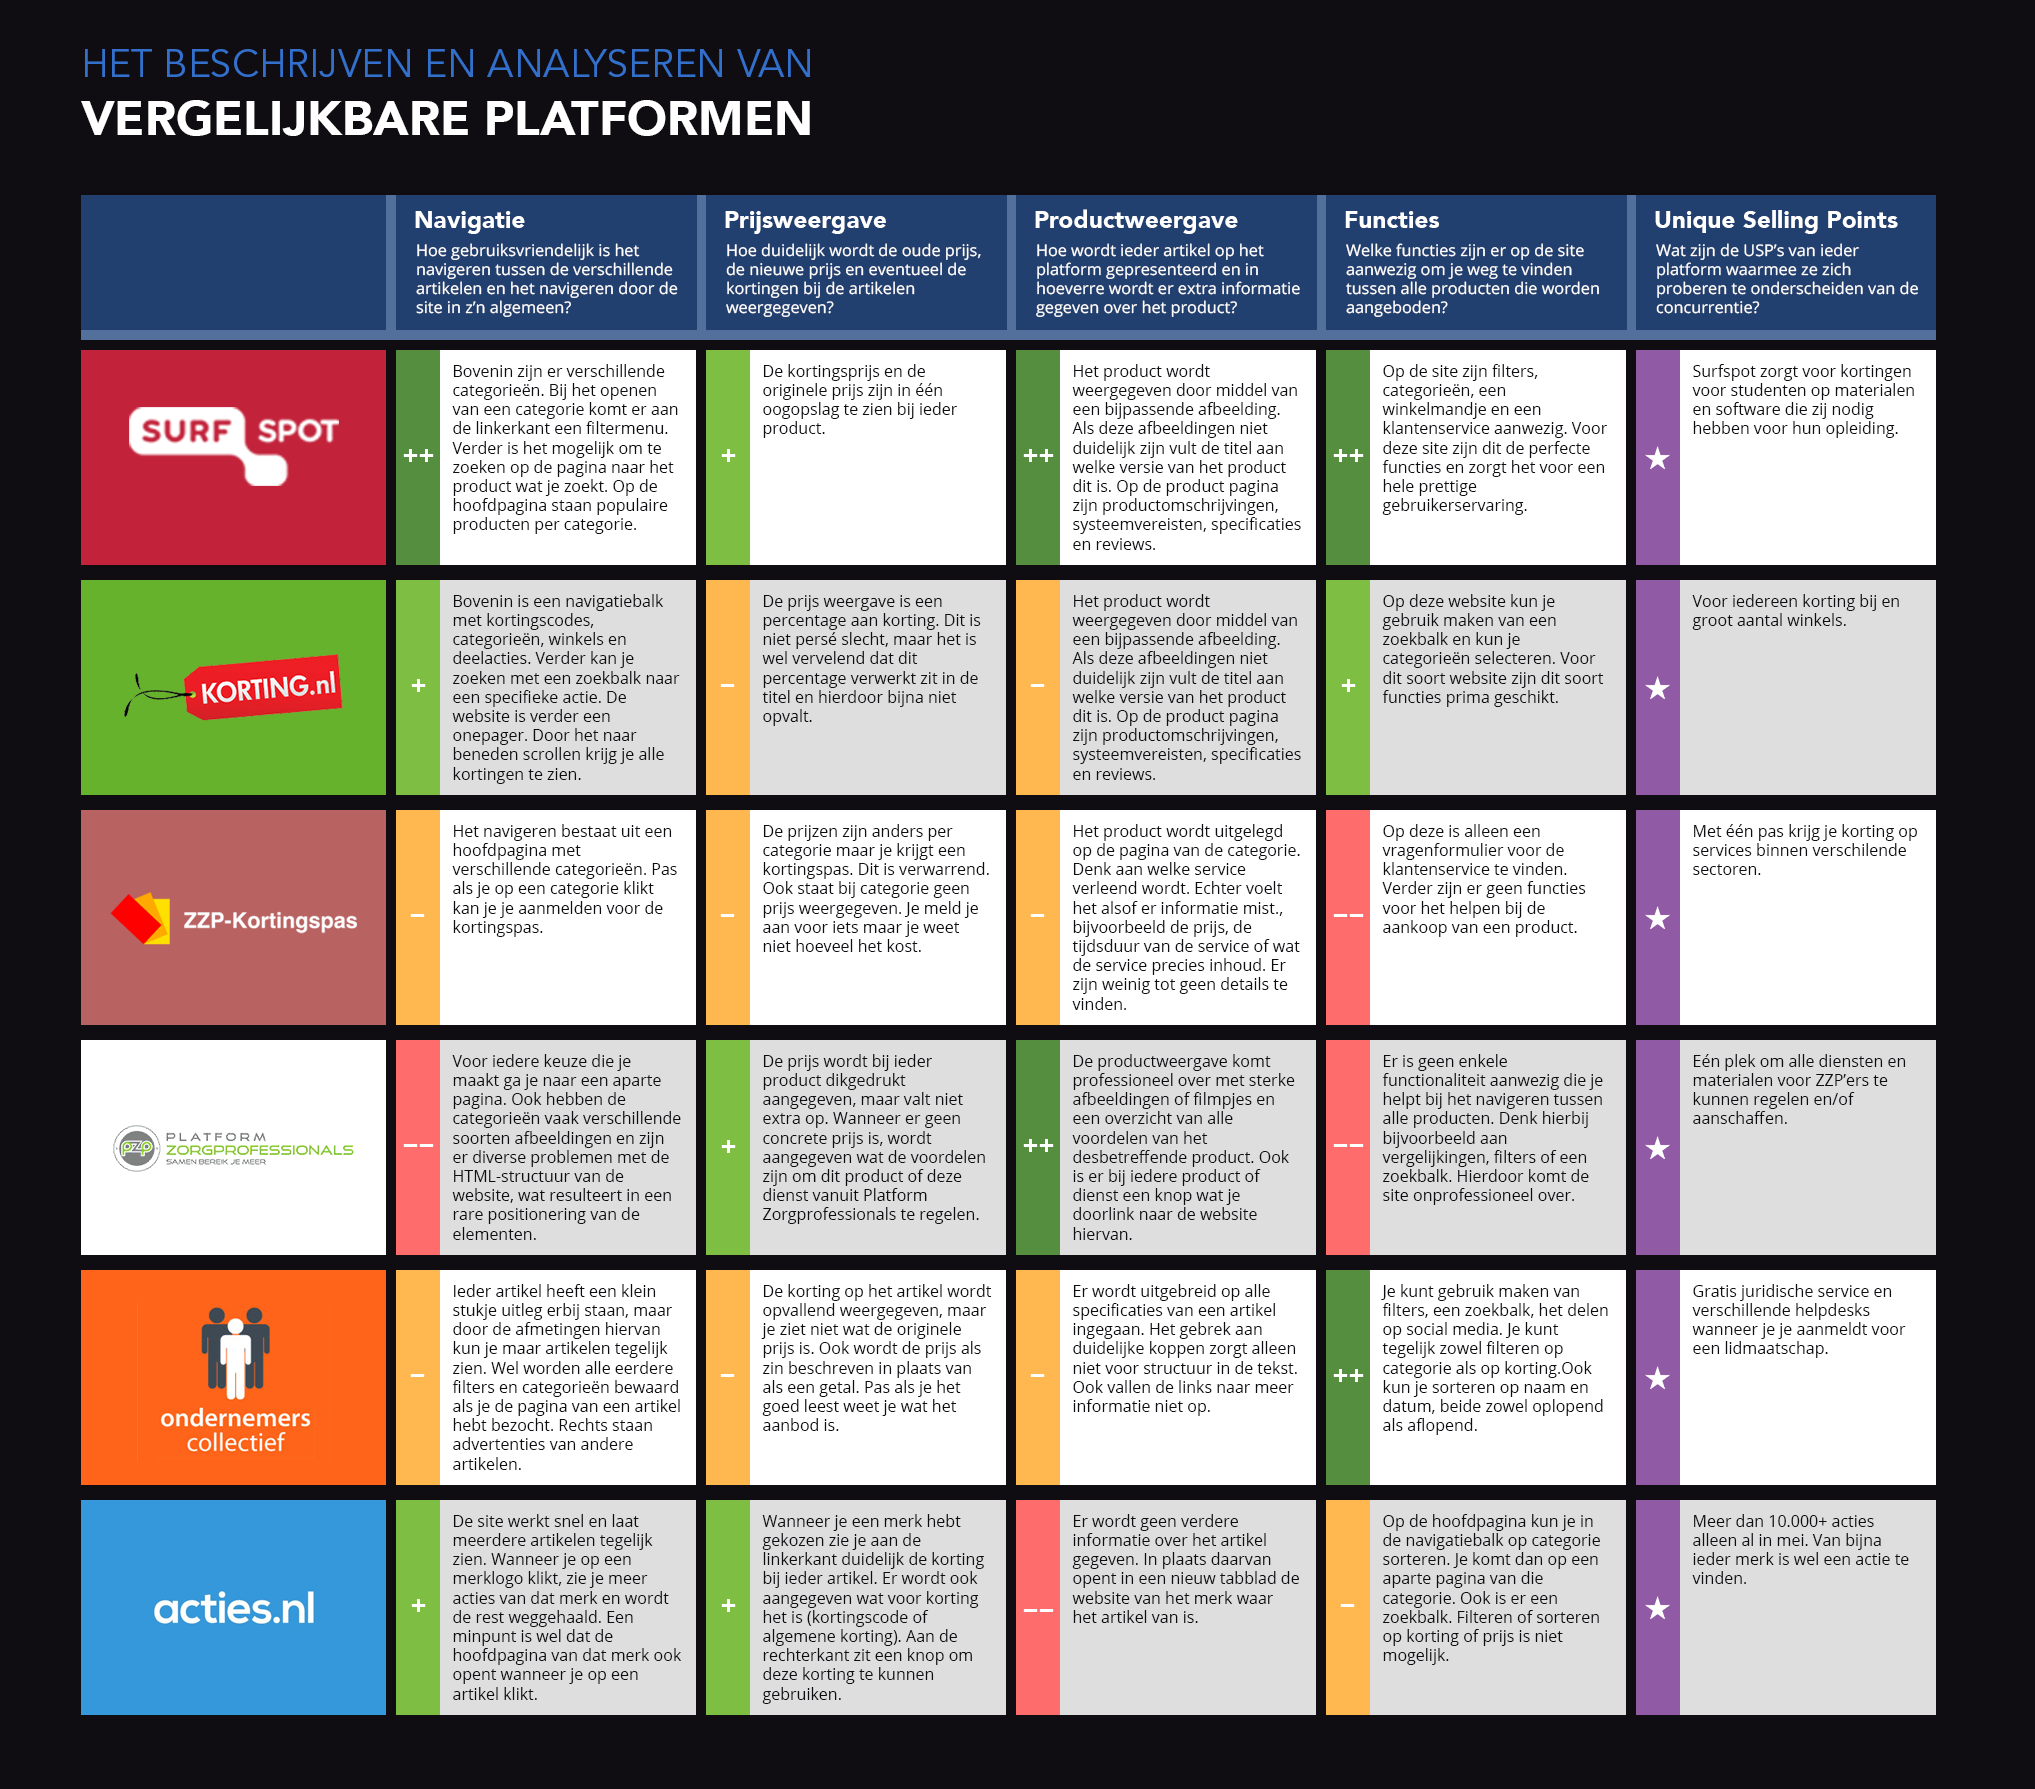 HET BESCHRIJVEN EN ANALYSEREN VAN
VERGELIJKBARE PLATFORMEN
Navigatie
Hoe gebruiksvriendelijk is het
navigeren tussen de verschillende
artikelen en het navigeren door de
site in z’n algemeen?
Prijsweergave
Hoe duidelijk wordt de oude prijs,
de nieuwe prijs en eventueel de
kortingen bij de artikelen
weergegeven?
Productweergave
Hoe wordt ieder artikel op het
platform gepresenteerd en in
hoeverre wordt er extra informatie
gegeven over het product?
Functies
Welke functies zijn er op de site
aanwezig om je weg te vinden
tussen alle producten die worden
aangeboden?
Unique Selling Points
Wat zijn de USP’s van ieder
platform waarmee ze zich
proberen te onderscheiden van de
concurrentie?
SURF SPOT
++
Bovenin zijn er verschillende
categorieën. Bij het openen
van een categorie komt er aan
de linkerkant een filtermenu.
Verder is het mogelijk om te
zoeken op de pagina naar het
product wat je zoekt. Op de
hoofdpagina staan populaire
producten per categorie.
+
De kortingsprijs en de
originele prijs zijn in één
oogopslag te zien bij ieder
product.
++
Het product wordt
weergegeven door middel van
een bijpassende afbeelding.
Als deze afbeeldingen niet
duidelijk zijn vult de titel aan
welke versie van het product
dit is. Op de product pagina
zijn productomschrijvingen,
systeemvereisten, specificaties
en reviews.
++
Op de site zijn filters,
categorieën, een
winkelmandje en een
klantenservice aanwezig. Voor
deze site zijn dit de perfecte
functies en zorgt het voor een
hele prettige
gebruikerservaring.
★
Surfspot zorgt voor kortingen
voor studenten op materialen
en software die zij nodig
hebben voor hun opleiding.
KORTING.nl
+
Bovenin is een navigatiebalk
met kortingscodes,
categorieën, winkels en
deelacties. Verder kan je
zoeken met een zoekbalk naar
een specifieke actie. De
website is verder een
onepager. Door het naar
beneden scrollen krijg je alle
kortingen te zien.
–
De prijs weergave is een
percentage aan korting. Dit is
niet persé slecht, maar het is
wel vervelend dat dit
percentage verwerkt zit in de
titel en hierdoor bijna niet
opvalt.
–
Het product wordt
weergegeven door middel van
een bijpassende afbeelding.
Als deze afbeeldingen niet
duidelijk zijn vult de titel aan
welke versie van het product
dit is. Op de product pagina
zijn productomschrijvingen,
systeemvereisten, specificaties
en reviews.
+
Op deze website kun je
gebruik maken van een
zoekbalk en kun je
categorieën selecteren. Voor
dit soort website zijn dit soort
functies prima geschikt.
★
Voor iedereen korting bij en
groot aantal winkels.
ZZP-Kortingspas
–
Het navigeren bestaat uit een
hoofdpagina met
verschillende categorieën. Pas
als je op een categorie klikt
kan je je aanmelden voor de
kortingspas.
–
De prijzen zijn anders per
categorie maar je krijgt een
kortingspas. Dit is verwarrend.
Ook staat bij categorie geen
prijs weergegeven. Je meld je
aan voor iets maar je weet
niet hoeveel het kost.
–
Het product wordt uitgelegd
op de pagina van de categorie.
Denk aan welke service
verleend wordt. Echter voelt
het alsof er informatie mist.,
bijvoorbeeld de prijs, de
tijdsduur van de service of wat
de service precies inhoud. Er
zijn weinig tot geen details te
vinden.
––
Op deze is alleen een
vragenformulier voor de
klantenservice te vinden.
Verder zijn er geen functies
voor het helpen bij de
aankoop van een product.
★
Met één pas krijg je korting op
services binnen verschilende
sectoren.
pzp
PLATFORM
ZORGPROFESSIONALS
SAMEN BEREIK JE MEER
––
Voor iedere keuze die je
maakt ga je naar een aparte
pagina. Ook hebben de
categorieën vaak verschillende
soorten afbeeldingen en zijn
er diverse problemen met de
HTML-structuur van de
website, wat resulteert in een
rare positionering van de
elementen.
+
De prijs wordt bij ieder
product dikgedrukt
aangegeven, maar valt niet
extra op. Wanneer er geen
concrete prijs is, wordt
aangegeven wat de voordelen
zijn om dit product of deze
dienst vanuit Platform
Zorgprofessionals te regelen.
++
De productweergave komt
professioneel over met sterke
afbeeldingen of filmpjes en
een overzicht van alle
voordelen van het
desbetreffende product. Ook
is er bij iedere product of
dienst een knop wat je
doorlink naar de website
hiervan.
––
Er is geen enkele
functionaliteit aanwezig die je
helpt bij het navigeren tussen
alle producten. Denk hierbij
bijvoorbeeld aan
vergelijkingen, filters of een
zoekbalk. Hierdoor komt de
site onprofessioneel over.
★
Eén plek om alle diensten en
materialen voor ZZP’ers te
kunnen regelen en/of
aanschaffen.
ondernemers
collectief
–
Ieder artikel heeft een klein
stukje uitleg erbij staan, maar
door de afmetingen hiervan
kun je maar artikelen tegelijk
zien. Wel worden alle eerdere
filters en categorieën bewaard
als je de pagina van een artikel
hebt bezocht. Rechts staan
advertenties van andere
artikelen.
–
De korting op het artikel wordt
opvallend weergegeven, maar
je ziet niet wat de originele
prijs is. Ook wordt de prijs als
zin beschreven in plaats van
als een getal. Pas als je het
goed leest weet je wat het
aanbod is.
–
Er wordt uitgebreid op alle
specificaties van een artikel
ingegaan. Het gebrek aan
duidelijke koppen zorgt alleen
niet voor structuur in de tekst.
Ook vallen de links naar meer
informatie niet op.
++
Je kunt gebruik maken van
filters, een zoekbalk, het delen
op social media. Je kunt
tegelijk zowel filteren op
categorie als op korting.Ook
kun je sorteren op naam en
datum, beide zowel oplopend
als aflopend.
★
Gratis juridische service en
verschillende helpdesks
wanneer je je aanmeldt voor
een lidmaatschap.
acties.nl
+
De site werkt snel en laat
meerdere artikelen tegelijk
zien. Wanneer je op een
merklogo klikt, zie je meer
acties van dat merk en wordt
de rest weggehaald. Een
minpunt is wel dat de
hoofdpagina van dat merk ook
opent wanneer je op een
artikel klikt.
+
Wanneer je een merk hebt
gekozen zie je aan de
linkerkant duidelijk de korting
bij ieder artikel. Er wordt ook
aangegeven wat voor korting
het is (kortingscode of
algemene korting). Aan de
rechterkant zit een knop om
deze korting te kunnen
gebruiken.
––
Er wordt geen verdere
informatie over het artikel
gegeven. In plaats daarvan
opent in een nieuw tabblad de
website van het merk waar
het artikel van is.
–
Op de hoofdpagina kun je in
de navigatiebalk op categorie
sorteren. Je komt dan op een
aparte pagina van die
categorie. Ook is er een
zoekbalk. Filteren of sorteren
op korting of prijs is niet
mogelijk.
★
Meer dan 10.000+ acties
alleen al in mei. Van bijna
ieder merk is wel een actie te
vinden.